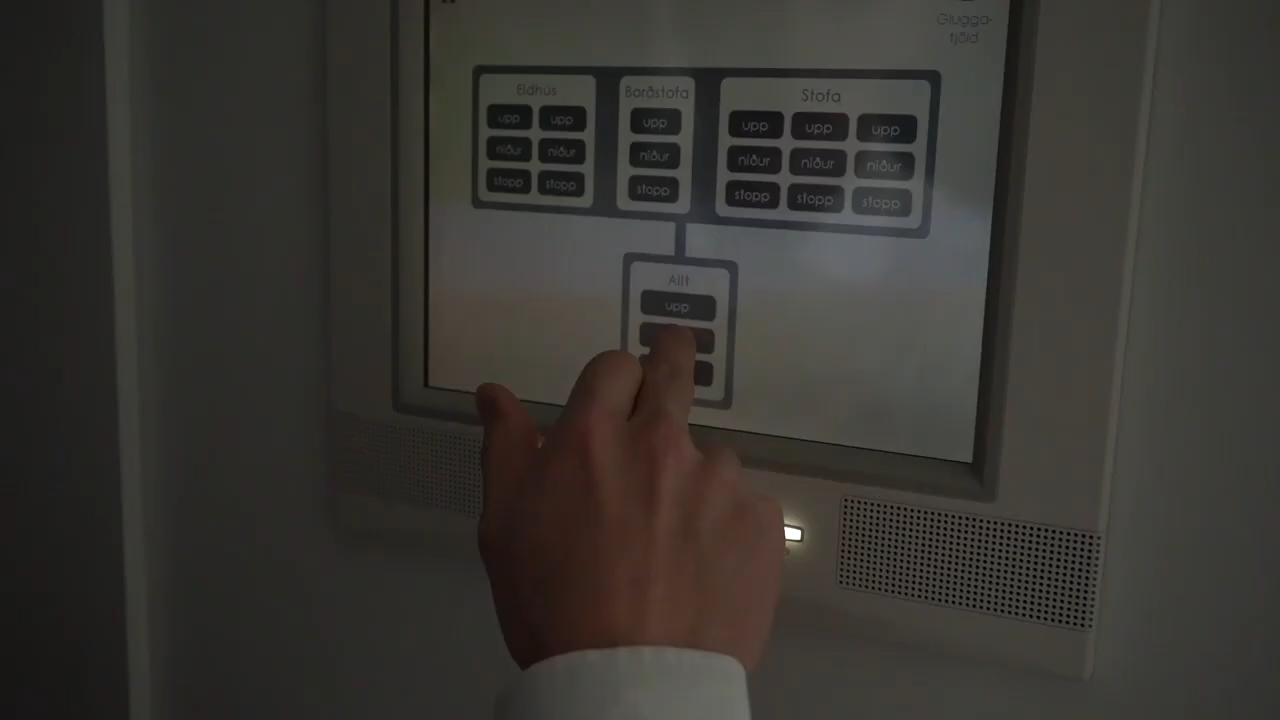 Glugga-
tjöld
Eldhús
upp upp
niður niður
stopp stopp
Borðstofa
upp
niður
stopp
Stofa
upp upp upp
niður niður niður
stopp stopp stopp
Allt
upp